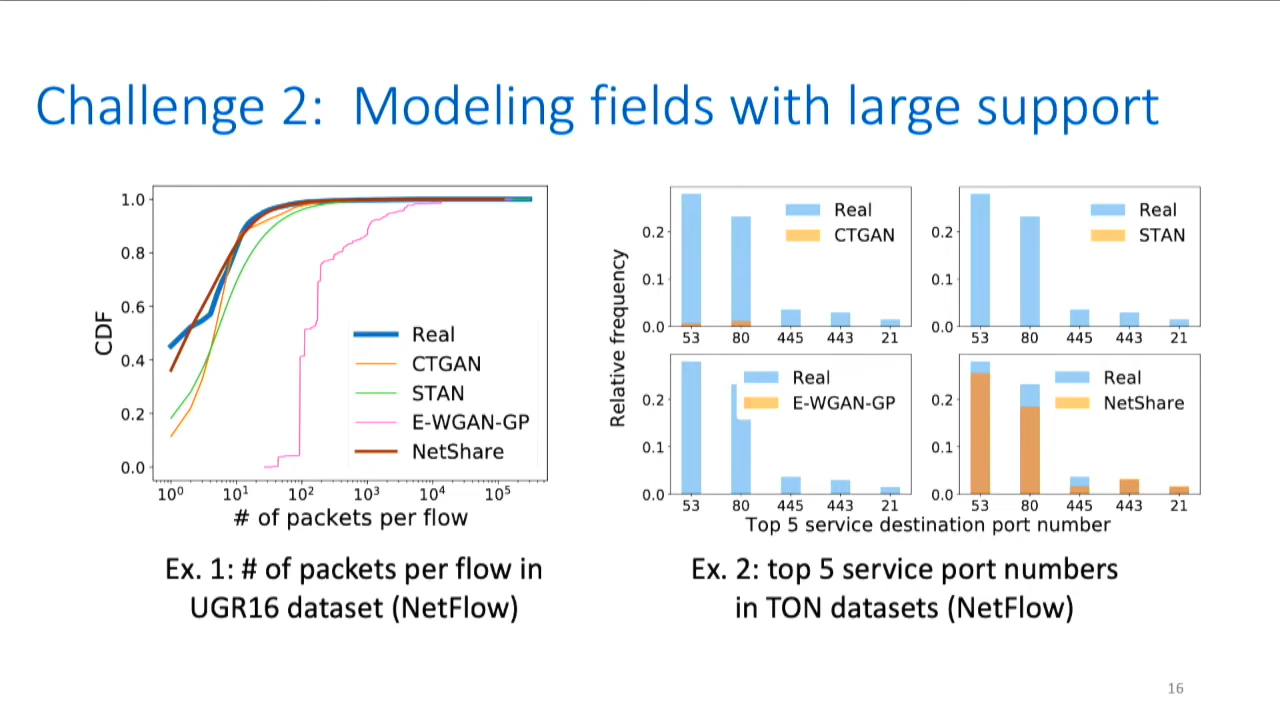 Challenge 2:  Modeling fields with large support
CDF
1.0
0.8
0.6
0.4
0.2
0.0
Real
CTGAN
STAN
E-WGAN-GP
NetShare
10⁰ 10¹ 10² 10³ 10⁴ 10⁵
# of packets per flow
Ex. 1: # of packets per flow in
UGR16 dataset (NetFlow)
Relative frequency
0.2
0.1
0.0
Real
CTGAN
53 80 445 443 21
0.2
0.1
0.0
Real
STAN
53 80 445 443 21
0.2
0.1
0.0
Real
E-WGAN-GP
53 80 445 443 21
0.2
0.1
0.0
Real
NetShare
53 80 445 443 21
Top 5 service destination port number
Ex. 2: top 5 service port numbers
in TON datasets (NetFlow)
16